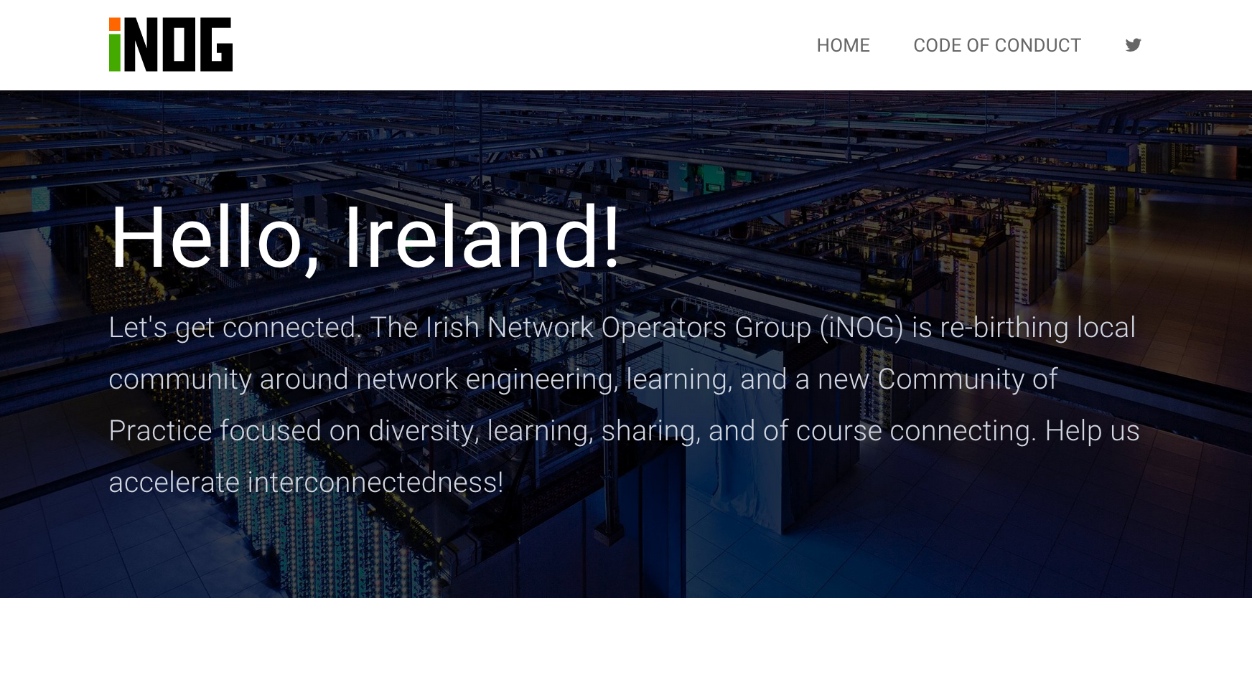 iNOG
HOME
CODE OF CONDUCT
Hello, Ireland!
Let's get connected. The Irish Network Operators Group (iNOG) is re-birthing local
community around network engineering, learning, and a new Community of
Practice focused on diversity, learning, sharing, and of course connecting. Help us
accelerate interconnectedness!